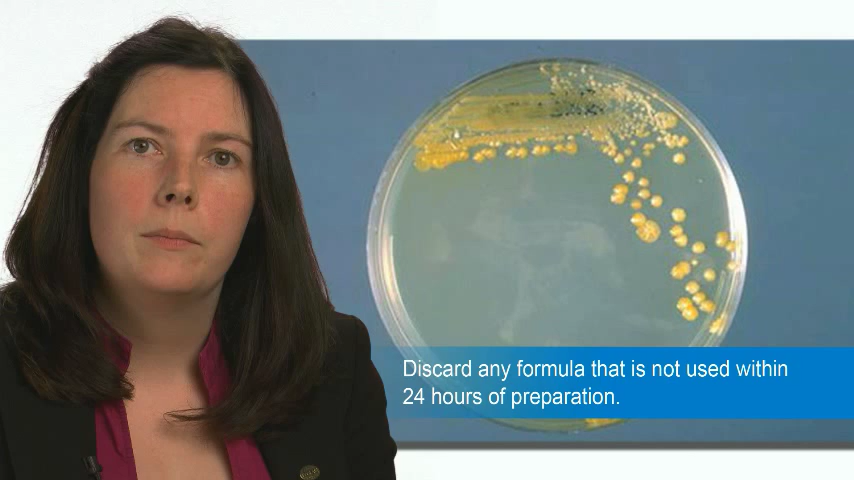 Discard any formula that is not used within
24 hours of preparation.